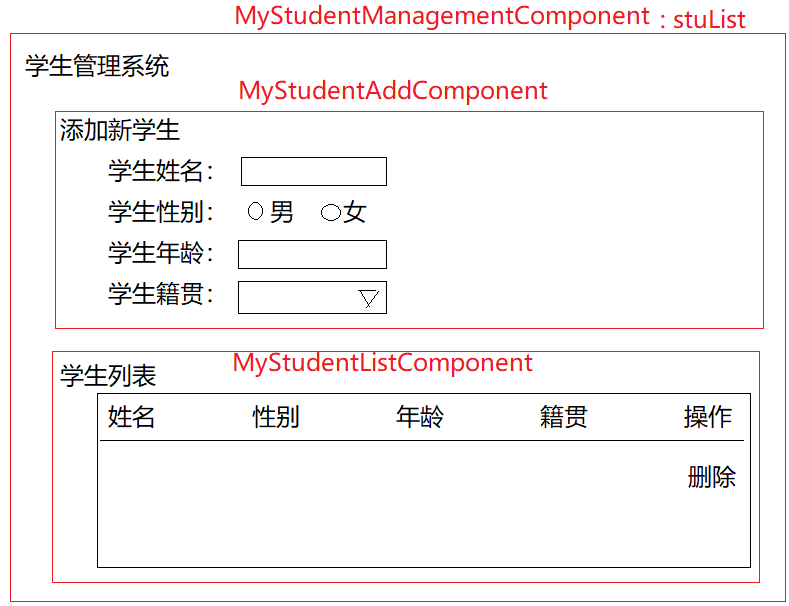 MyStudentManagementComponent : stuList
学生管理系统
MyStudentAddComponent
添加新学生
学生姓名：
学生性别： 男 女
学生年龄：
学生籍贯：
MyStudentListComponent
学生列表
姓名 性别 年龄 籍贯 操作
删除